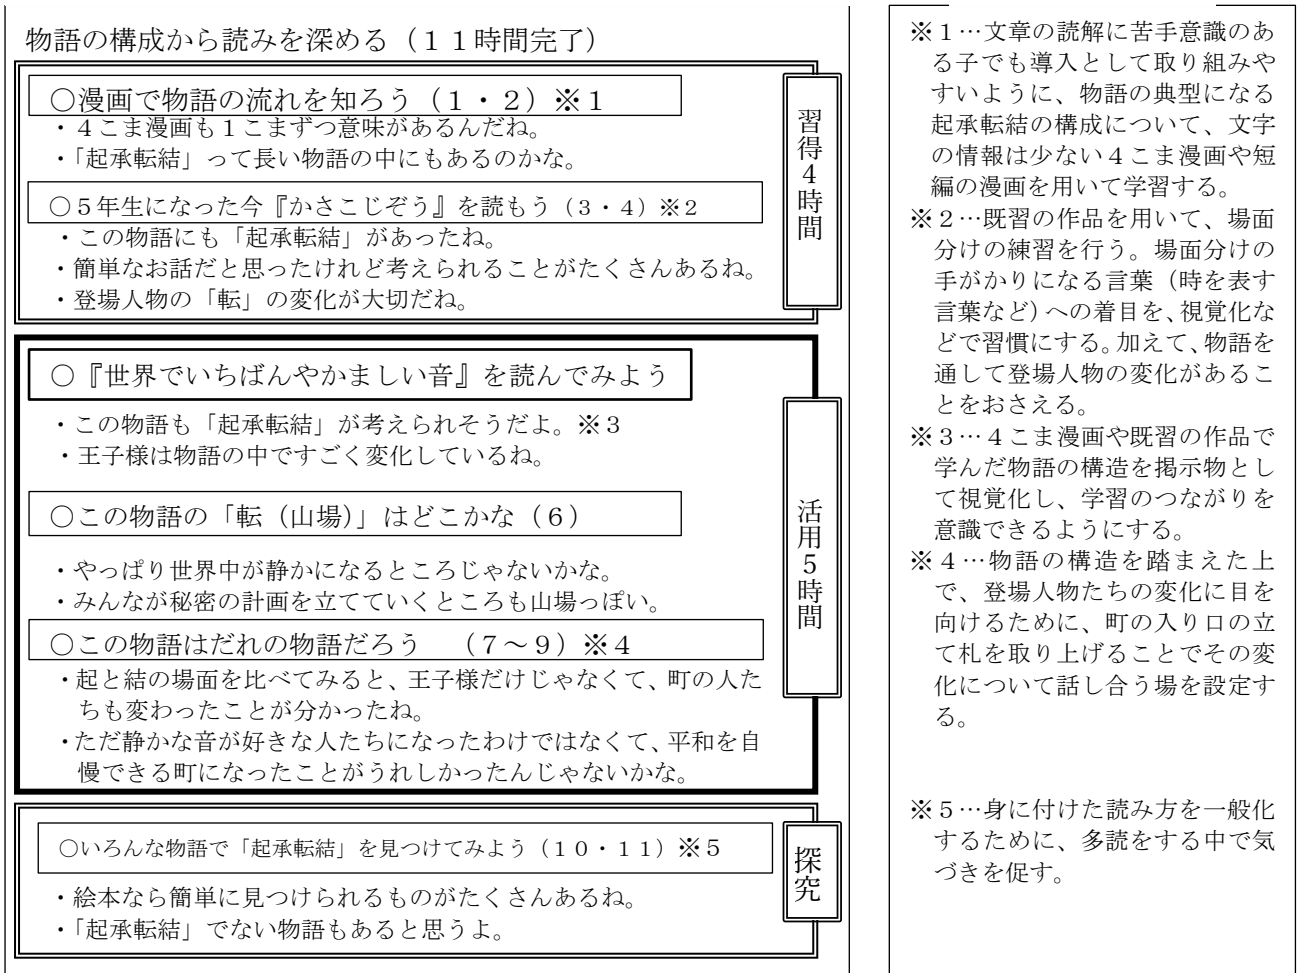 物語の構成から読みを深める（１１時間完了）
○漫画で物語の流れを知ろう（１・２）※１
・４こま漫画も１こまずつ意味があるんだね。
・「起承転結」って長い物語の中にもあるのかな。
○５年生になった今『かさこじぞう』を読もう（３・４）※２
・この物語にも「起承転結」があったね。
・簡単なお話だと思ったけれど考えられることがたくさんあるね。
・登場人物の「転」の変化が大切だね。
習得４時間
○『世界でいちばんやかましい音』を読んでみよう
・この物語も「起承転結」が考えられそうだよ。※３
・王子様は物語の中ですごく変化しているね。
○この物語の「転（山場）」はどこかな（６）
・やっぱり世界中が静かになるところじゃないかな。
・みんなが秘密の計画を立てていくところも山場っぽい。
○この物語はだれの物語だろう　（７～９）※４
・起と結の場面を比べてみると、王子様だけじゃなくて、町の人た
ちも変わったことが分かったね。
・ただ静かな音が好きな人たちになったわけではなくて、平和を自
慢できる町になったことがうれしかったんじゃないかな。
活用５時間
○いろんな物語で「起承転結」を見つけてみよう（１０・１１）※５
・絵本なら簡単に見つけられるものがたくさんあるね。
・「起承転結」でない物語もあると思うよ。
探究
※１…文章の読解に苦手意識のあ
る子でも導入として取り組みや
すいように、物語の典型になる
起承転結の構成について、文字
の情報は少ない４こま漫画や短
編の漫画を用いて学習する。
※２…既習の作品を用いて、場面
分けの練習を行う。場面分けの
手がかりになる言葉（時を表す
言葉など）への着目を、視覚化な
どで習慣にする。加えて、物語を
通して登場人物の変化があるこ
とをおさえる。
※３…４こま漫画や既習の作品で
学んだ物語の構造を掲示物とし
て視覚化し、学習のつながりを
意識できるようにする。
※４…物語の構造を踏まえた上
で、登場人物たちの変化に目を
向けるために、町の入り口の立
て札を取り上げることでその変
化について話し合う場を設定す
る。
※５…身に付けた読み方を一般化
するために、多読をする中で気
づきを促す。